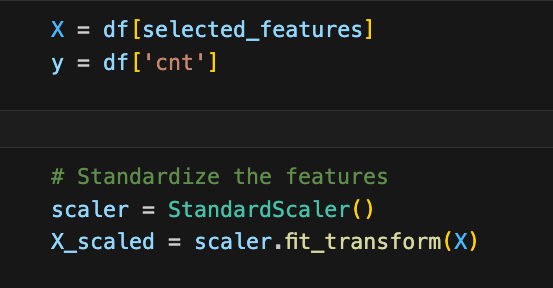 X = df[selected_features]
y = df['cnt']
# Standardize the features
scaler = StandardScaler()
X_scaled = scaler.fit_transform(X)